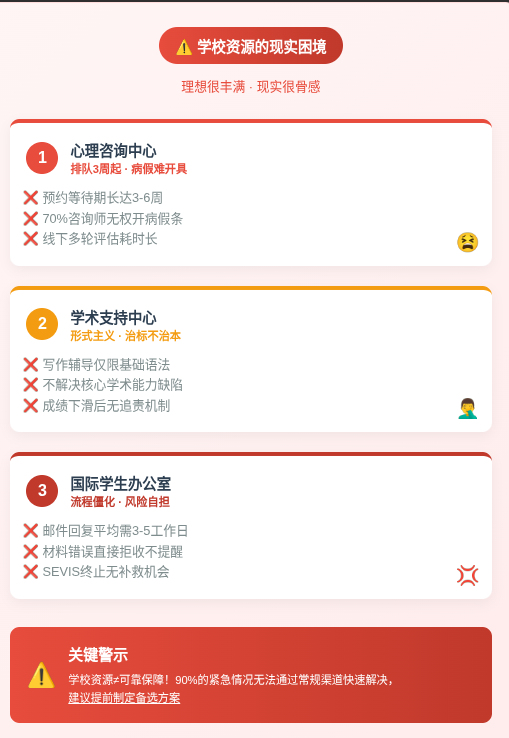 ⚠️ 学校资源的现实困境
理想很丰满 · 现实很骨感
1 心理咨询中心
排队3周起 · 病假难开具
❌ 预约等待期长达3-6周
❌ 70%咨询师无权开病假条
❌ 线下多轮评估耗时长
2 学术支持中心
形式主义 · 治标不治本
❌ 写作辅导仅限基础语法
❌ 不解决核心学术能力缺陷
❌ 成绩下滑后无追责机制
3 国际学生办公室
流程僵化 · 风险自担
❌ 邮件回复平均需3-5工作日
❌ 材料错误直接拒收不提醒
❌ SEVIS终止无补救机会
关键警示
学校资源≠可靠保障！90%的紧急情况无法通过常规渠道快速解决，
建议提前制定备选方案